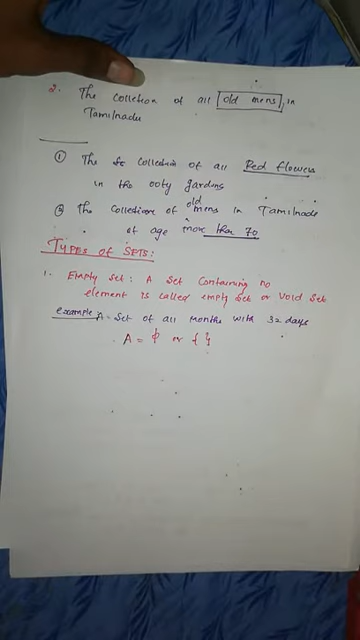 2. The Colletion of all old mens, in
Tamilnadu
① The Collection of all Red flowers
in the ooty gardens
② The Collection of old mens in Tamilnadu
of age more than 70
TYPES OF SETS:
1. Empty set: A Set Containing no
element is called empty Set or Void Set
example A. Set of all months with 32 days
A = ϕ or { }